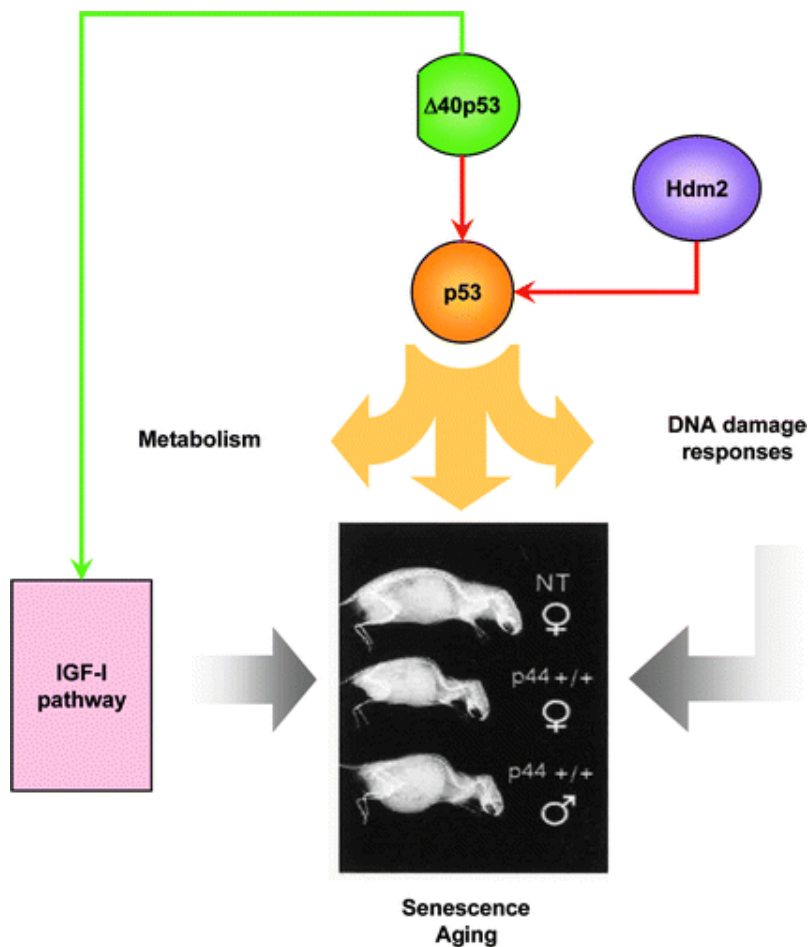 Δ40p53
Hdm2
p53
Metabolism
DNA damage
responses
IGF-I
pathway
NT
♀
p44 +/+
♀
p44 +/+
♂
Senescence
Aging